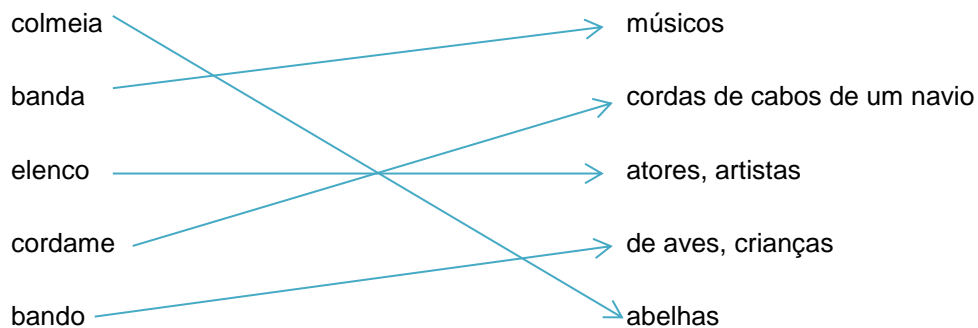 colmeia músicos
banda cordas de cabos de um navio
elenco atores, artistas
cordame de aves, crianças
bando abelhas